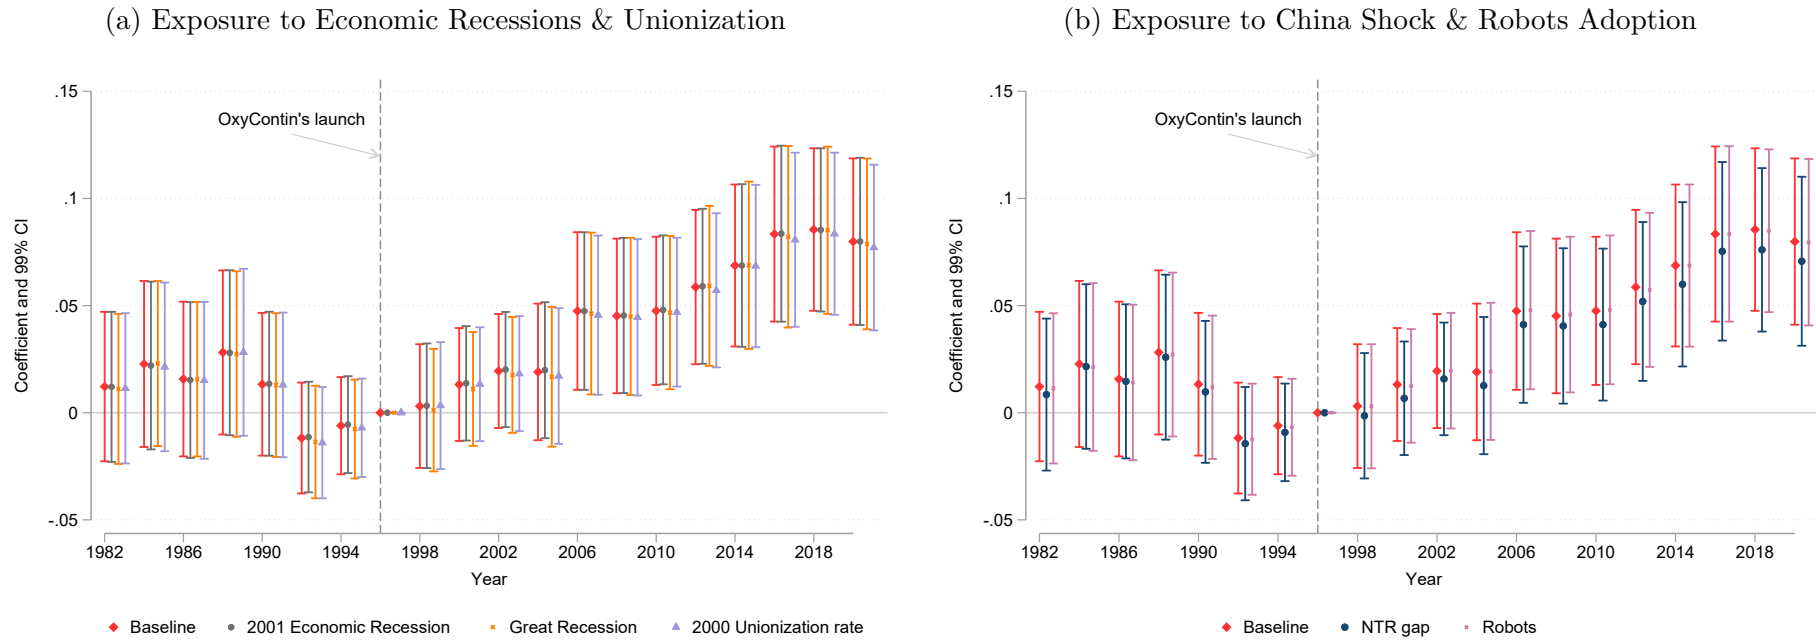 (a) Exposure to Economic Recessions & Unionization
.15
.1
.05
0
-.05
Coefficient and 99% CI
OxyContin's launch
1982 1986 1990 1994 1998 2002 2006 2010 2014 2018
Year
Baseline 2001 Economic Recession Great Recession 2000 Unionization rate
(b) Exposure to China Shock & Robots Adoption
.15
.1
.05
0
-.05
Coefficient and 99% CI
OxyContin's launch
1982 1986 1990 1994 1998 2002 2006 2010 2014 2018
Year
Baseline NTR gap Robots